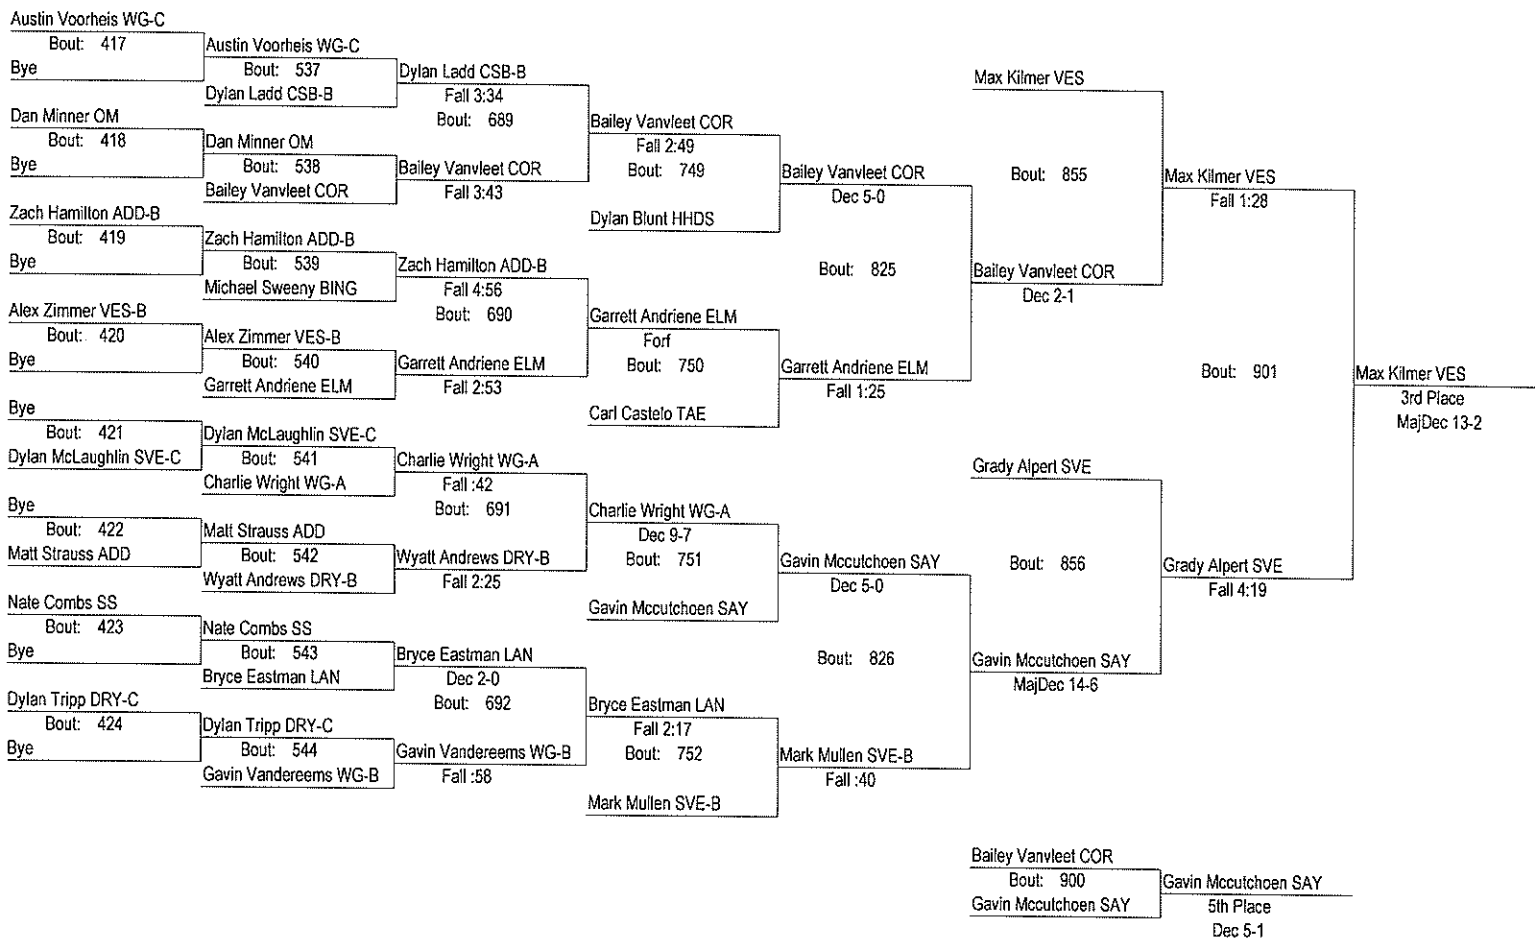 Austin Voorheis WG-C
Bout: 417
Bye
Dan Minner OM
Bout: 418
Bye
Zach Hamilton ADD-B
Bout: 419
Bye
Alex Zimmer VES-B
Bout: 420
Bye
Bye
Bout: 421
Dylan McLaughlin SVE-C
Bye
Bout: 422
Matt Strauss ADD
Nate Combs SS
Bout: 423
Bye
Dylan Tripp DRY-C
Bout: 424
Bye
Austin Voorheis WG-C
Bout: 537
Dylan Ladd CSB-B
Dan Minner OM
Bout: 538
Bailey Vanvleet COR
Zach Hamilton ADD-B
Bout: 539
Michael Sweeny BING
Alex Zimmer VES-B
Bout: 540
Garrett Andriene ELM
Dylan McLaughlin SVE-C
Bout: 541
Charlie Wright WG-A
Matt Strauss ADD
Bout: 542
Wyatt Andrews DRY-B
Nate Combs SS
Bout: 543
Bryce Eastman LAN
Dylan Tripp DRY-C
Bout: 544
Gavin Vandereems WG-B
Dylan Ladd CSB-B
Fall 3:34
Bout: 689
Bailey Vanvleet COR
Fall 3:43
Zach Hamilton ADD-B
Fall 4:56
Bout: 690
Garrett Andriene ELM
Fall 2:53
Charlie Wright WG-A
Fall :42
Bout: 691
Wyatt Andrews DRY-B
Fall 2:25
Bryce Eastman LAN
Dec 2-0
Bout: 692
Gavin Vandereems WG-B
Fall :58
Bailey Vanvleet COR
Fall 2:49
Bout: 749
Dylan Blunt HHDS
Garrett Andriene ELM
Forf
Bout: 750
Carl Castelo TAE
Charlie Wright WG-A
Dec 9-7
Bout: 751
Gavin Mccutchoen SAY
Bryce Eastman LAN
Fall 2:17
Bout: 752
Mark Mullen SVE-B
Bailey Vanvleet COR
Dec 5-0
Bout: 825
Garrett Andriene ELM
Fall 1:25
Gavin Mccutchoen SAY
Dec 5-0
Bout: 826
Mark Mullen SVE-B
Fall :40
Max Kilmer VES
Bout: 855
Bailey Vanvleet COR
Dec 2-1
Grady Alpert SVE
Bout: 856
Gavin Mccutchoen SAY
MajDec 14-6
Max Kilmer VES
Fall 1:28
Bout: 901
Grady Alpert SVE
Fall 4:19
Max Kilmer VES
3rd Place
MajDec 13-2
Bailey Vanvleet COR
Bout: 900
Gavin Mccutchoen SAY
Gavin Mccutchoen SAY
5th Place
Dec 5-1